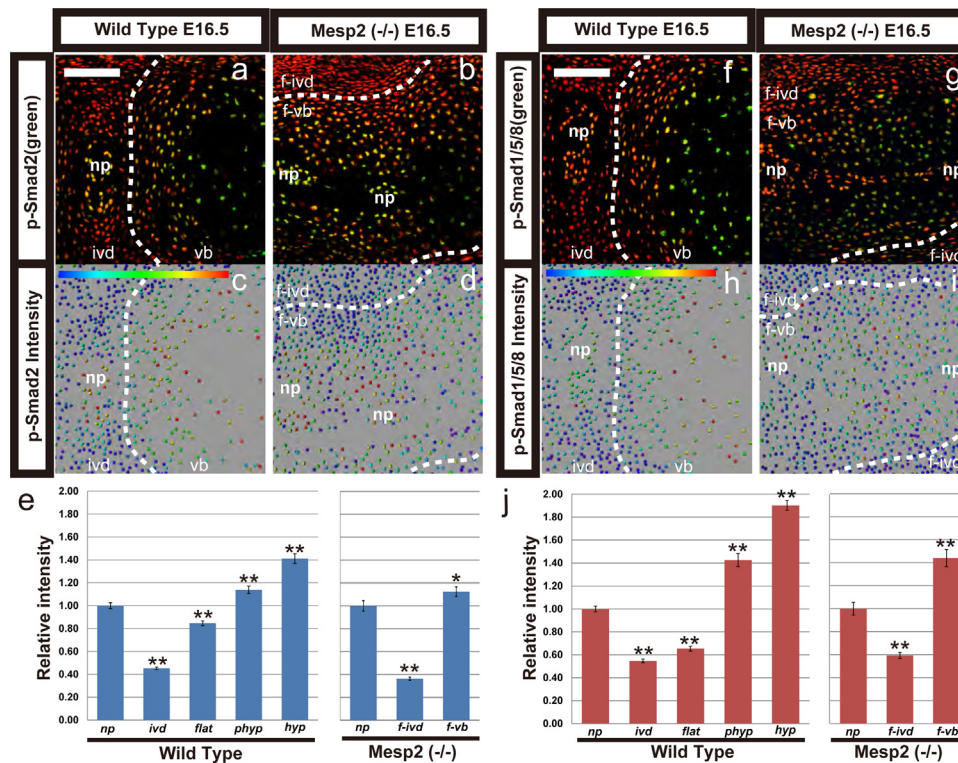 Wild Type E16.5
Mesp2 (-/-) E16.5
p-Smad2(green)
a
np
ivd
vb
b
f-ivd
f-vb
np
np
p-Smad2 Intensity
c
np
ivd
vb
d
f-ivd
f-vb
np
np
e
Relative intensity
2.00
1.80
1.60
1.40
1.20
1.00
0.80
0.60
0.40
0.20
0.00
**
**
**
**
**
*
np
ivd
flat
phyp
hyp
np
f-ivd
f-vb
Wild Type
Mesp2 (-/-)
Wild Type E16.5
Mesp2 (-/-) E16.5
p-Smad1/5/8(green)
f
np
ivd
vb
g
f-ivd
f-vb
np
np
f-ivd
p-Smad1/5/8 Intensity
h
np
ivd
vb
i
f-ivd
f-vb
np
np
f-ivd
j
Relative intensity
2.00
1.80
1.60
1.40
1.20
1.00
0.80
0.60
0.40
0.20
0.00
**
**
**
**
**
**
np
ivd
flat
phyp
hyp
np
f-ivd
f-vb
Wild Type
Mesp2 (-/-)